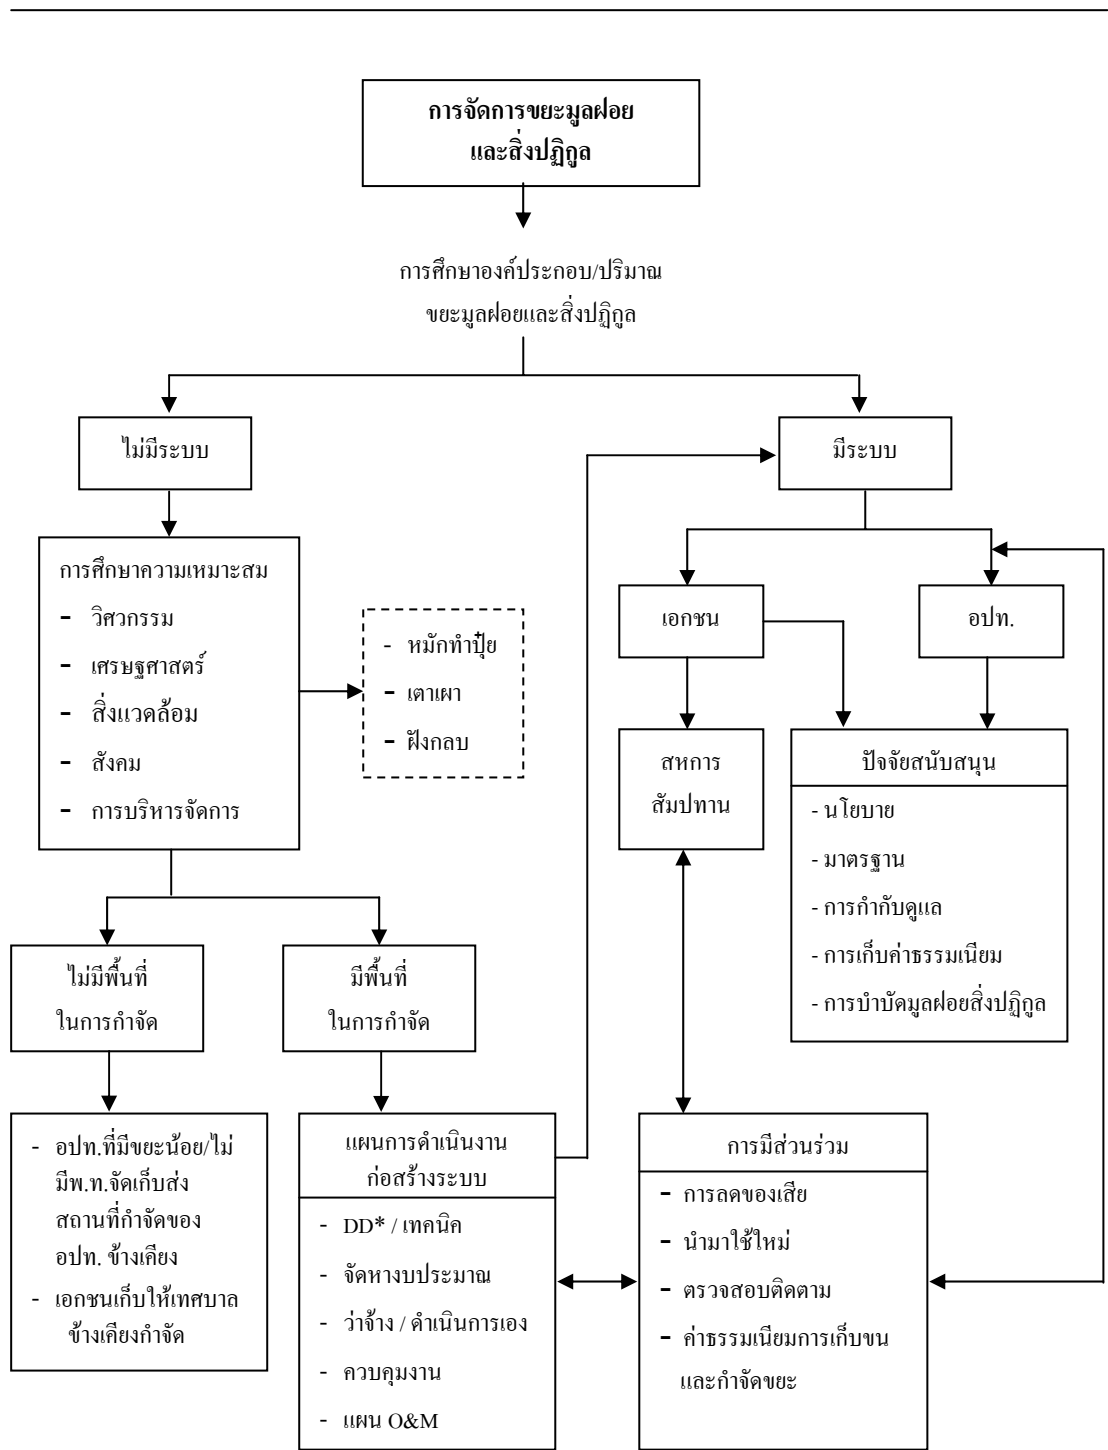 การจัดการขยะมูลฝอย
และสิ่งปฏิกูล
การศึกษาองค์ประกอบ/ปริมาณ
ขยะมูลฝอยและสิ่งปฏิกูล
ไม่มีระบบ
มีระบบ
การศึกษาความเหมาะสม
- วิศวกรรม
- เศรษฐศาสตร์
- สิ่งแวดล้อม
- สังคม
- การบริหารจัดการ
- หมักทำปุ๋ย
- เตาเผา
- ฝังกลบ
เอกชน
อปท.
สหการ
สัมปทาน
ปัจจัยสนับสนุน
- นโยบาย
- มาตรฐาน
- การกำกับดูแล
- การเก็บค่าธรรมเนียม
- การบำบัดมูลฝอยสิ่งปฏิกูล
ไม่มีพื้นที่
ในการกำจัด
มีพื้นที่
ในการกำจัด
- อปท.ที่มีขยะน้อย/ไม่
มีพ.ท.จัดเก็บส่ง
สถานที่กำจัดของ
อปท. ข้างเคียง
- เอกชนเก็บให้เทศบาล
ข้างเคียงกำจัด
แผนการดำเนินงาน
ก่อสร้างระบบ
- DD* / เทคนิค
- จัดหางบประมาณ
- ว่าจ้าง / ดำเนินการเอง
- ควบคุมงาน
- แผน O&M
การมีส่วนร่วม
- การลดของเสีย
- นำมาใช้ใหม่
- ตรวจสอบติดตาม
- ค่าธรรมเนียมการเก็บขน
และกำจัดขยะ